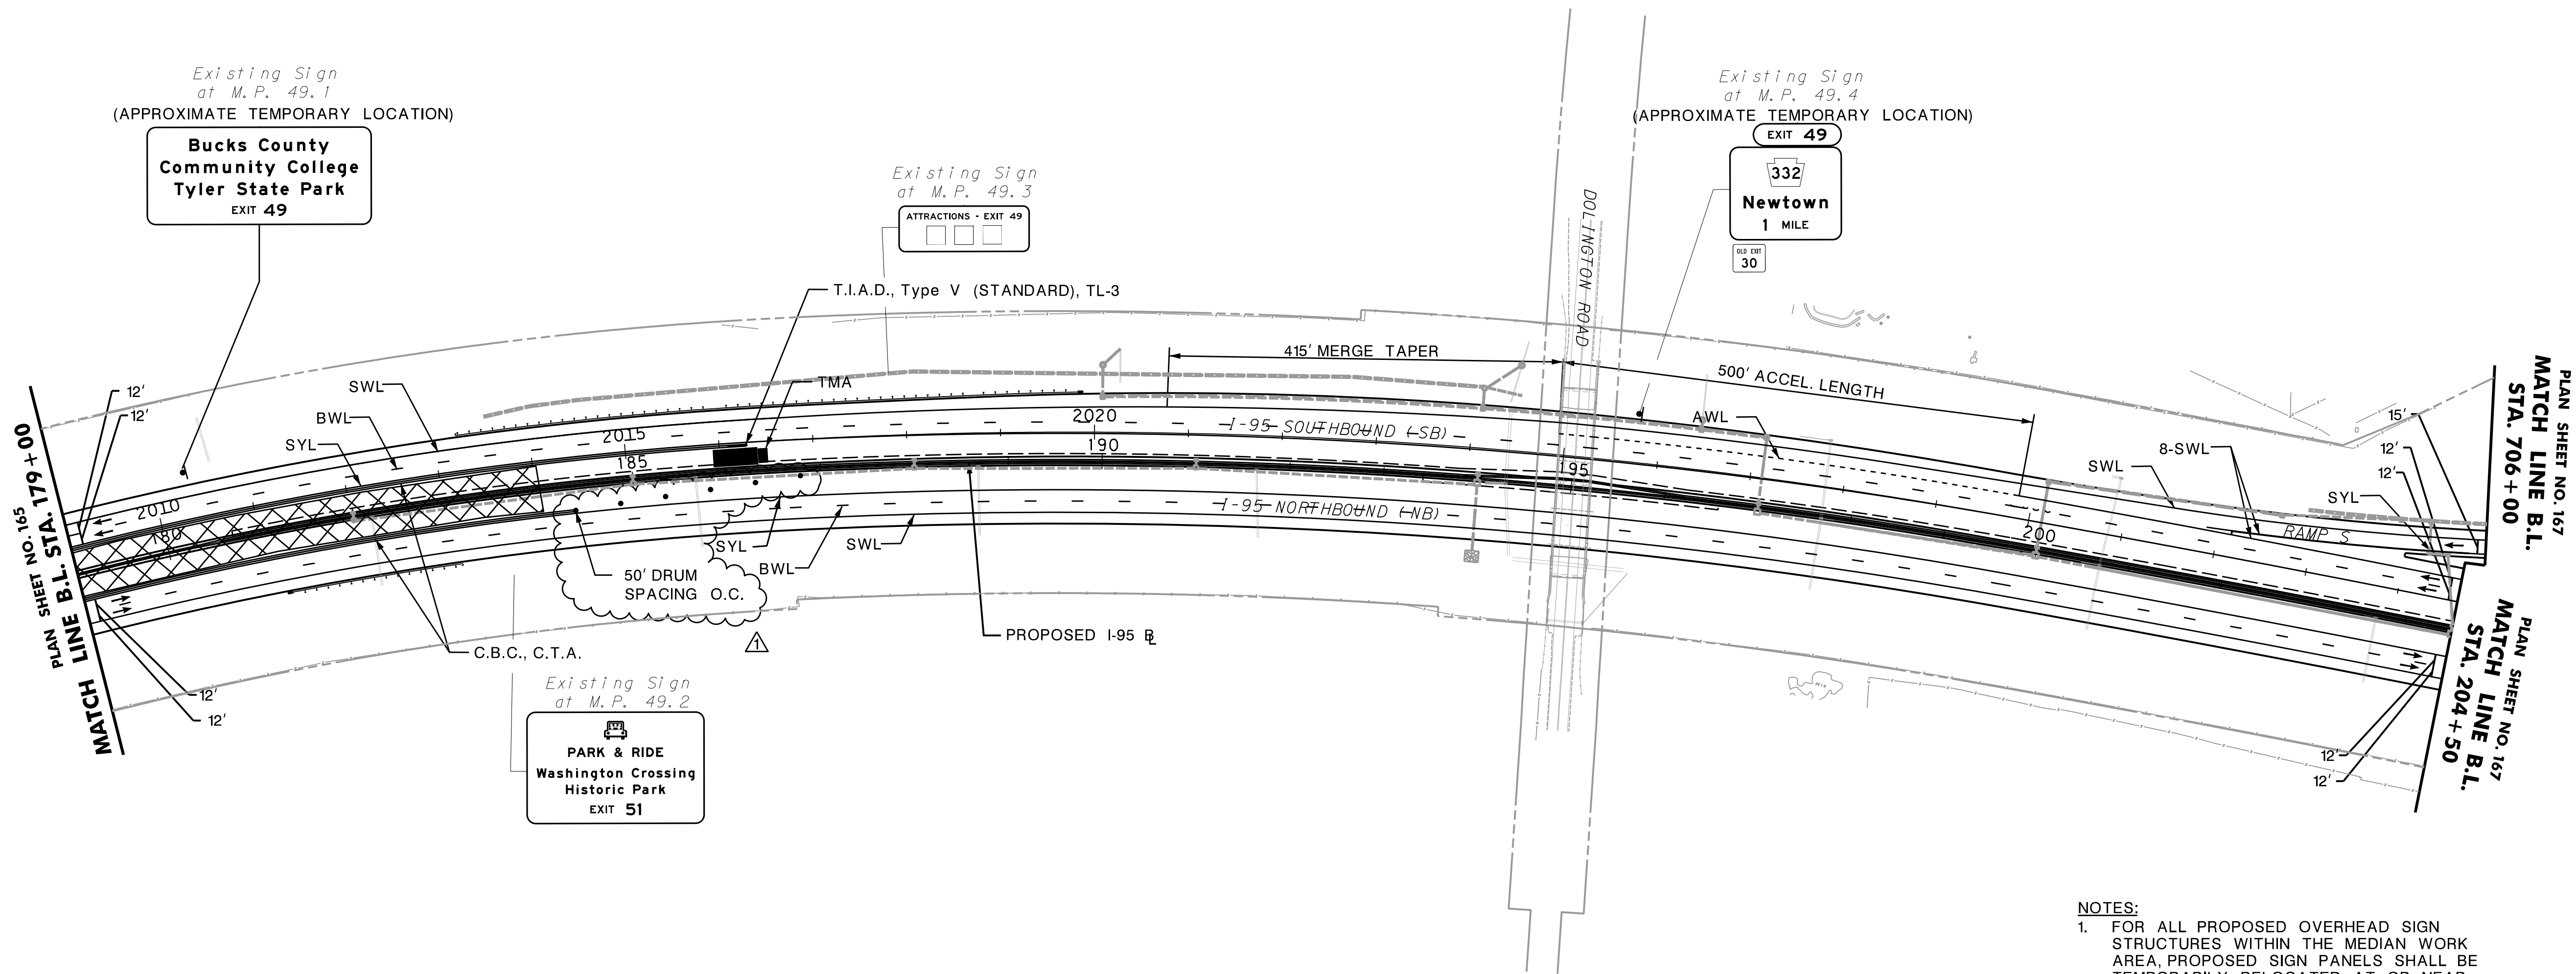 Existing Sign
at M.P. 49.1
(APPROXIMATE TEMPORARY LOCATION)
Bucks County
Community College
Tyler State Park
EXIT 49
Existing Sign
at M.P. 49.3
ATTRACTIONS - EXIT 49
Existing Sign
at M.P. 49.4
(APPROXIMATE TEMPORARY LOCATION)
EXIT 49
332
Newtown
1 MILE
OLD EXIT
30
DOLINGTON ROAD
T.I.A.D., Type V (STANDARD), TL-3
TMA
415' MERGE TAPER
500' ACCEL. LENGTH
AWL
12'
12'
SWL
BWL
SYL
2010
180
2015
185
2020
190
195
200
I-95 SOUTHBOUND (SB)
I-95 NORTHBOUND (NB)
SYL
BWL
SWL
50' DRUM
SPACING O.C.
1
PROPOSED I-95 BL
C.B.C., C.T.A.
12'
12'
Existing Sign
at M.P. 49.2
PARK & RIDE
Washington Crossing
Historic Park
EXIT 51
PLAN SHEET NO. 165
MATCH LINE B.L. STA. 179+00
SWL
8-SWL
RAMP S
SYL
15'
12'
12'
12'
12'
PLAN SHEET NO. 167
MATCH LINE B.L.
STA. 706+00
PLAN SHEET NO. 167
MATCH LINE B.L.
STA. 204+50
NOTES:
1. FOR ALL PROPOSED OVERHEAD SIGN
STRUCTURES WITHIN THE MEDIAN WORK
AREA, PROPOSED SIGN PANELS SHALL BE